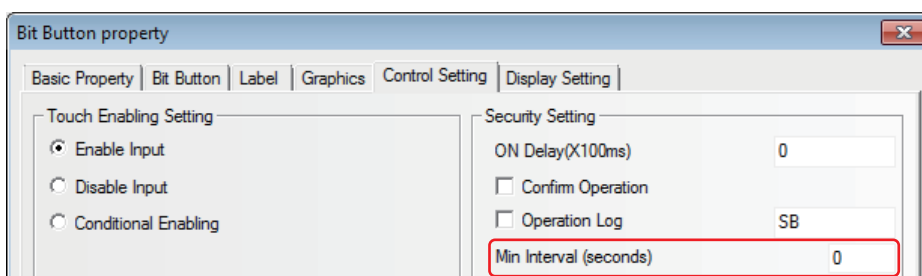 Bit Button property
Basic Property Bit Button Label Graphics Control Setting Display Setting
Touch Enabling Setting
Enable Input
Disable Input
Conditional Enabling
Security Setting
ON Delay(X100ms) 0
Confirm Operation
Operation Log SB
Min Interval (seconds) 0